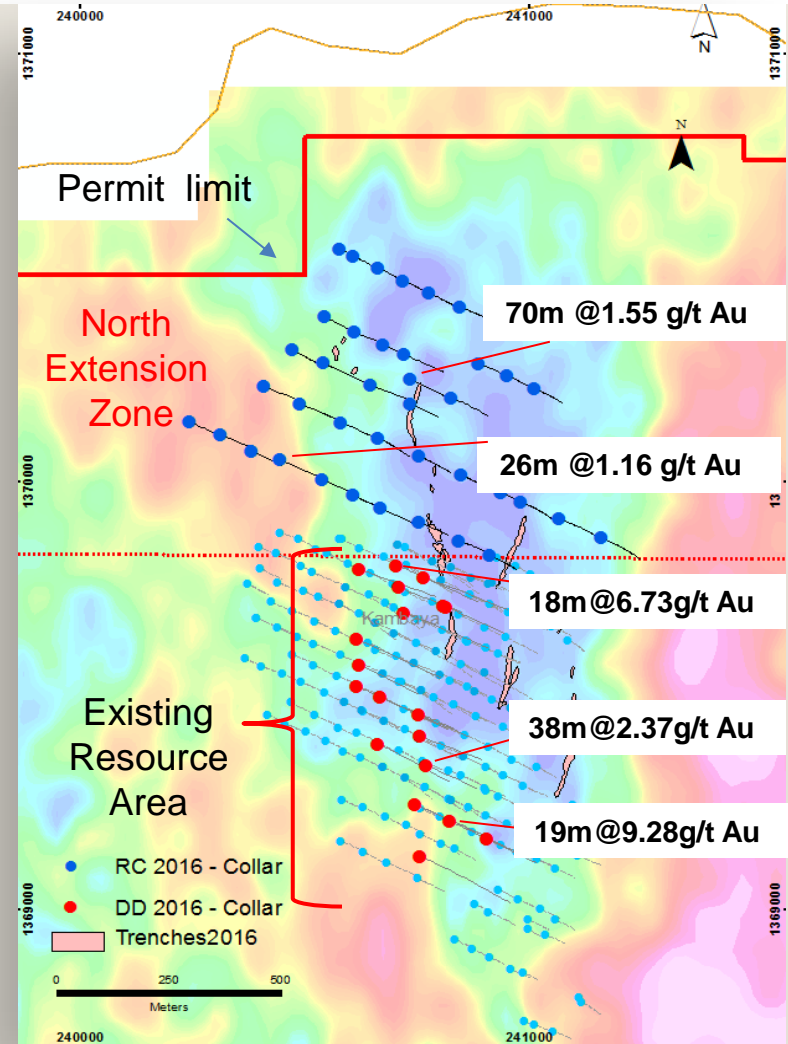 240000
241000
1371000
1371000
N
N
Permit limit
70m @1.55 g/t Au
North
Extension
Zone
26m @1.16 g/t Au
1370000
18m@6.73g/t Au
Kambaya
Existing
Resource
Area
38m@2.37g/t Au
19m@9.28g/t Au
RC 2016 - Collar
DD 2016 - Collar
Trenches2016
1369000
1369000
0 250 500
Meters
240000
241000